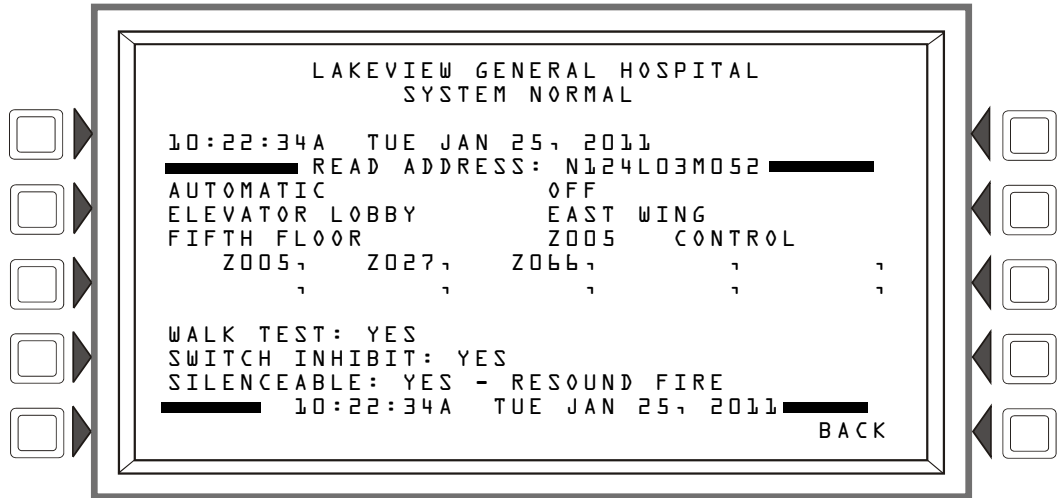 LAKEVIEW GENERAL HOSPITAL
SYSTEM NORMAL
10:22:34A TUE JAN 25, 2011
READ ADDRESS: N124L03M052
AUTOMATIC OFF
ELEVATOR LOBBY EAST WING
FIFTH FLOOR Z005 CONTROL
Z005, Z027, Z066, , ,
, , , , ,
WALK TEST: YES
SWITCH INHIBIT: YES
SILENCEABLE: YES - RESOUND FIRE
10:22:34A TUE JAN 25, 2011
BACK